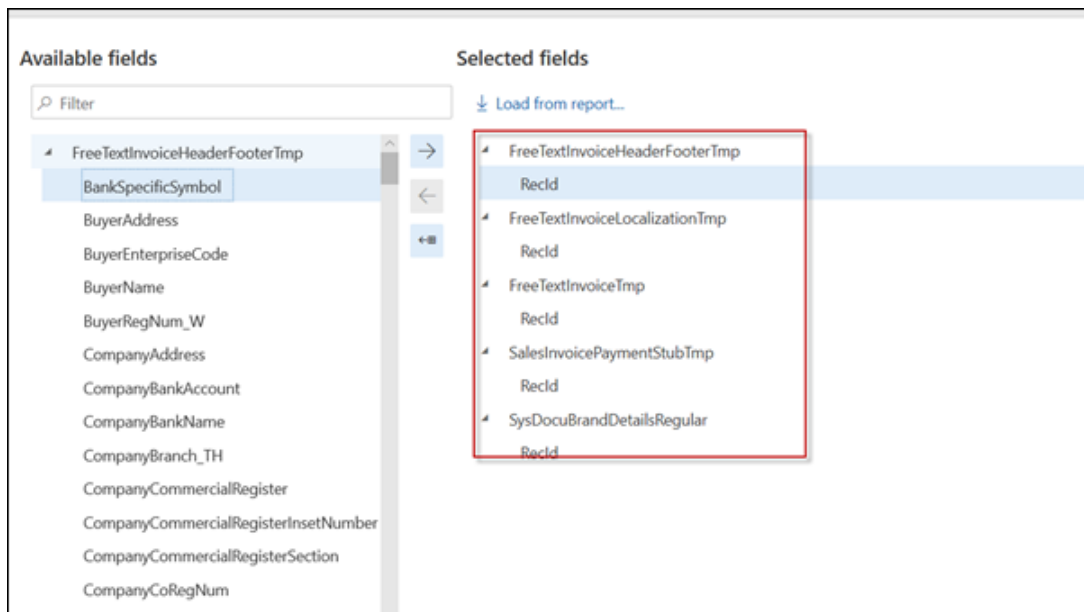 Available fields
Filter
FreeTextInvoiceHeaderFooterTmp
BankSpecificSymbol
BuyerAddress
BuyerEnterpriseCode
BuyerName
BuyerRegNum_W
CompanyAddress
CompanyBankAccount
CompanyBankName
CompanyBranch_TH
CompanyCommercialRegister
CompanyCommercialRegisterInsetNumber
CompanyCommercialRegisterSection
CompanyCoRegNum
Selected fields
Load from report...
FreeTextInvoiceHeaderFooterTmp
RecId
FreeTextInvoiceLocalizationTmp
RecId
FreeTextInvoiceTmp
RecId
SalesInvoicePaymentStubTmp
RecId
SysDocuBrandDetailsRegular
RecId